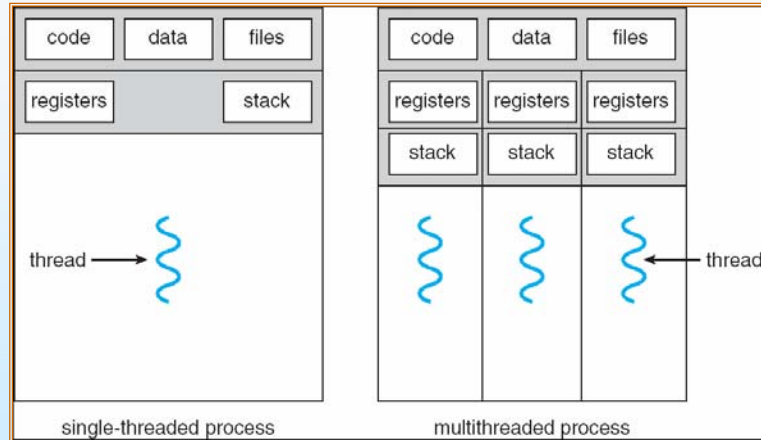 code data files
registers stack
thread
single-threaded process
code data files
registers registers registers
stack stack stack
thread
multithreaded process